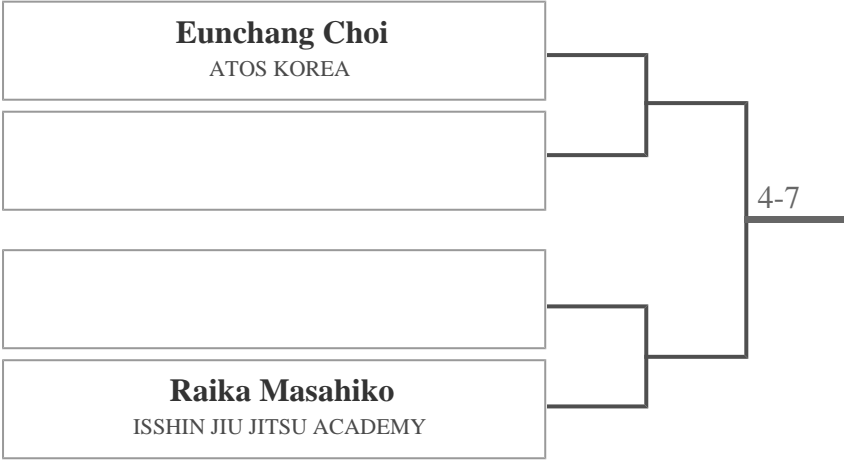 Eunchang Choi
ATOS KOREA
4-7
Raika Masahiko
ISSHIN JIU JITSU ACADEMY